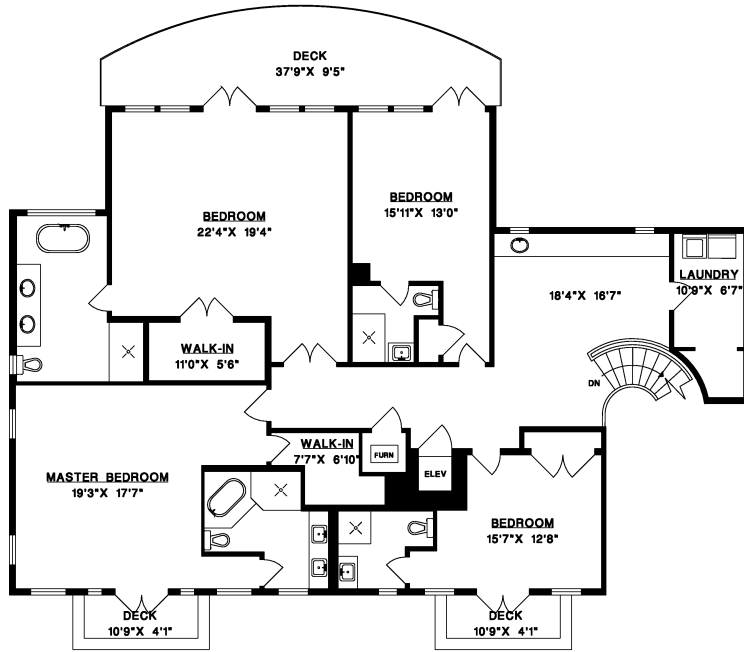 DECK
37'9"X 9'5"
BEDROOM
22'4"X 19'4"
BEDROOM
15'11"X 13'0"
18'4"X 16'7"
LAUNDRY
10'9"X 6'7"
WALK-IN
11'0"X 5'6"
DN
WALK-IN
7'7"X 6'10"
FURN
ELEV
MASTER BEDROOM
19'3"X 17'7"
BEDROOM
15'7"X 12'8"
DECK
10'9"X 4'1"
DECK
10'9"X 4'1"